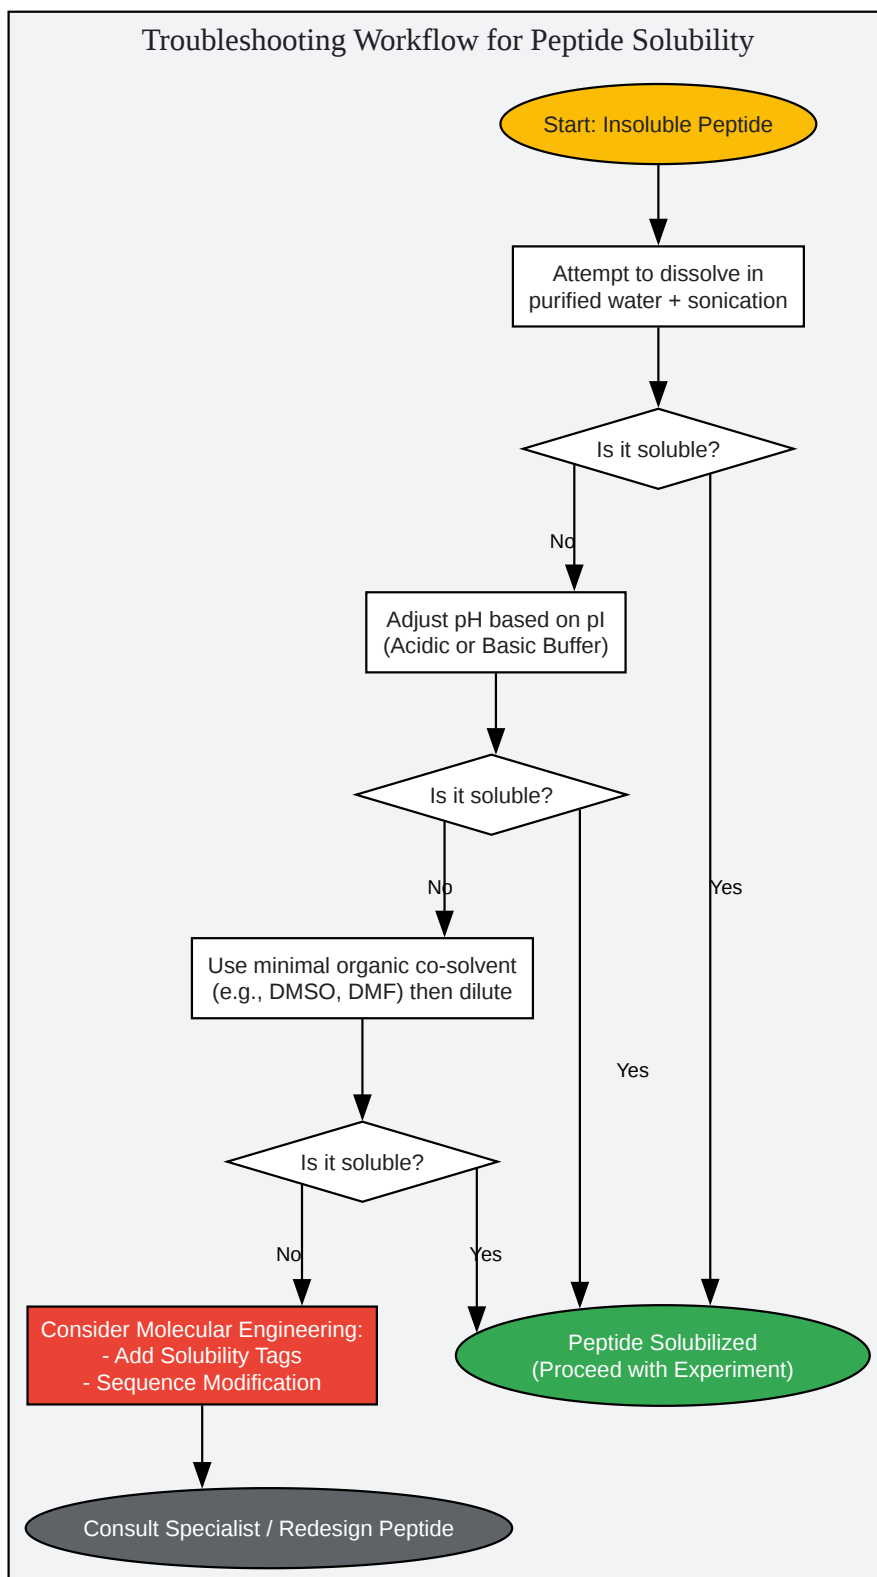 Troubleshooting Workflow for Peptide Solubility
Start: Insoluble Peptide
Attempt to dissolve in
purified water + sonication
Is it soluble?
No
Yes
Adjust pH based on pI
(Acidic or Basic Buffer)
Is it soluble?
No
Yes
Use minimal organic co-solvent
(e.g., DMSO, DMF) then dilute
Is it soluble?
No
Yes
Consider Molecular Engineering:
- Add Solubility Tags
- Sequence Modification
Peptide Solubilized
(Proceed with Experiment)
Consult Specialist / Redesign Peptide